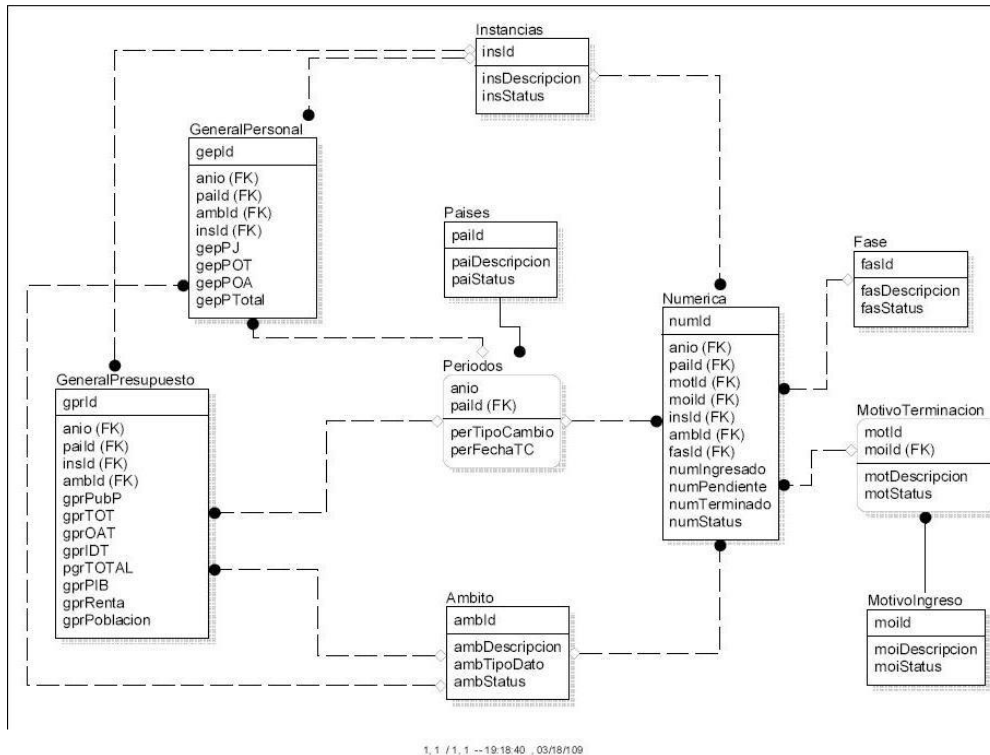 Instancias
insId
insDescripcion
insStatus
GeneralPersonal
gepId
anio (FK)
paiId (FK)
ambId (FK)
insId (FK)
gepPJ
gepPOT
gepPOA
gepPTotal
Paises
paiId
paiDescripcion
paiStatus
Fase
fasId
fasDescripcion
fasStatus
Numerica
numId
anio (FK)
paiId (FK)
motId (FK)
moiId (FK)
insId (FK)
ambId (FK)
fasId (FK)
numIngresado
numPendiente
numTerminado
numStatus
Periodos
anio
paiId (FK)
perTipoCambio
perFechaTC
GeneralPresupuesto
gprId
anio (FK)
paiId (FK)
insId (FK)
ambId (FK)
gprPubP
gprTOT
gprOAT
gprIDT
pgrTOTAL
gprPIB
gprRenta
gprPoblacion
MotivoTerminacion
motId
moiId (FK)
motDescripcion
motStatus
Ambito
ambId
ambDescripcion
ambTipoDato
ambStatus
MotivoIngreso
moiId
moiDescripcion
moiStatus
1, 1 / 1, 1 -- 19:18:40 , 03/18/109